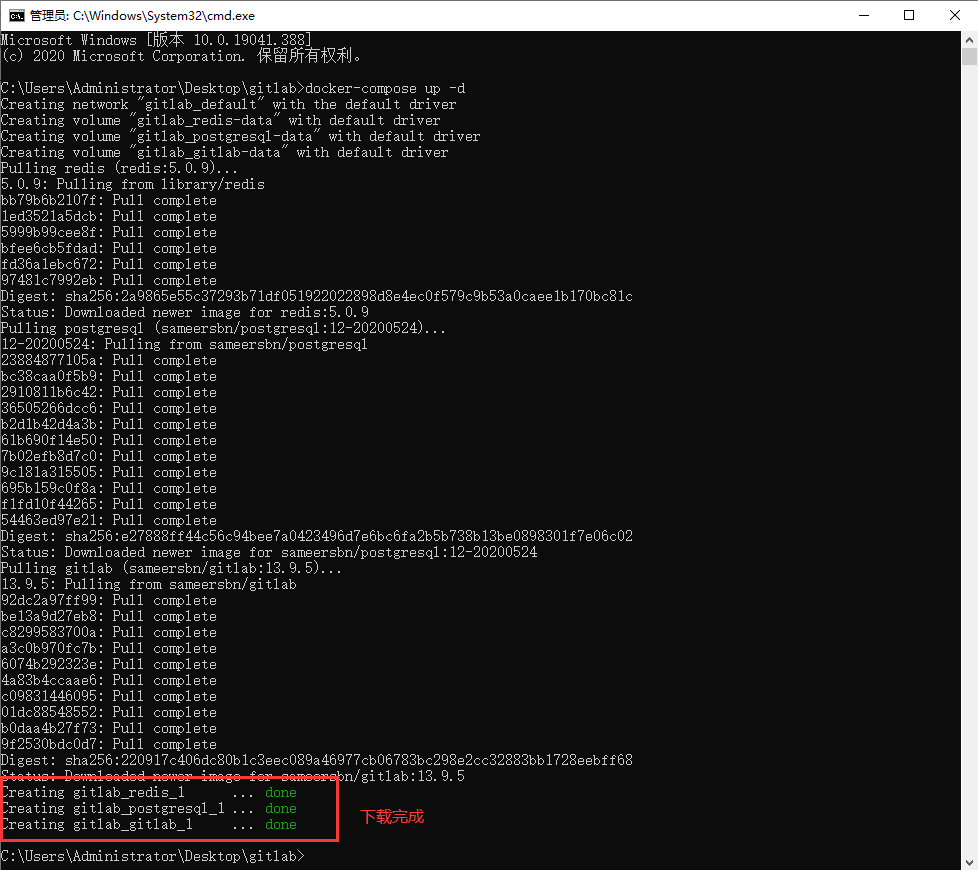 管理员: C:\Windows\System32\cmd.exe
Microsoft Windows [版本 10.0.19041.388]
(c) 2020 Microsoft Corporation. 保留所有权利。
C:\Users\Administrator\Desktop\gitlab>docker-compose up -d
Creating network "gitlab_default" with the default driver
Creating volume "gitlab_redis-data" with default driver
Creating volume "gitlab_postgresql-data" with default driver
Creating volume "gitlab_gitlab-data" with default driver
Pulling redis (redis:5.0.9)...
5.0.9: Pulling from library/redis
bb79b6b2107f: Pull complete
1ed3521a5dcb: Pull complete
5999b99cee8f: Pull complete
bfee6cb5fdad: Pull complete
fd36a1ebc672: Pull complete
97481c7992eb: Pull complete
Digest: sha256:2a9865e55c37293b71df051922022898d8e4ec0f579c9b53a0caee1b170bc81c
Status: Downloaded newer image for redis:5.0.9
Pulling postgresql (sameersbn/postgresql:12-20200524)...
12-20200524: Pulling from sameersbn/postgresql
23884877105a: Pull complete
bc38caa0f5b9: Pull complete
2910811b6c42: Pull complete
36505266dcc6: Pull complete
b2d1b42d4a3b: Pull complete
61b690f14e50: Pull complete
7b02efb8d7c0: Pull complete
9c181a315505: Pull complete
695b159c0f8a: Pull complete
f1fd10f44265: Pull complete
54463ed97e21: Pull complete
Digest: sha256:e27888ff44c56c94bee7a0423496d7e6bc6fa2b5b738b13be0898301f7e06c02
Status: Downloaded newer image for sameersbn/postgresql:12-20200524
Pulling gitlab (sameersbn/gitlab:13.9.5)...
13.9.5: Pulling from sameersbn/gitlab
92dc2a97ff99: Pull complete
be13a9d27eb8: Pull complete
c8299583700a: Pull complete
a3c0b970fc7b: Pull complete
6074b292323e: Pull complete
4a83b4ccaae6: Pull complete
c09831446095: Pull complete
01dc88548552: Pull complete
b0daa4b27f73: Pull complete
9f2530bdc0d7: Pull complete
Digest: sha256:220917c406dc80b1c3eec089a46977cb06783bc298e2cc32883bb1728eebff68
Status: Downloaded newer image for sameersbn/gitlab:13.9.5
Creating gitlab_redis_1 ... done
Creating gitlab_postgresql_1 ... done
下载完成
Creating gitlab_gitlab_1 ... done
C:\Users\Administrator\Desktop\gitlab>